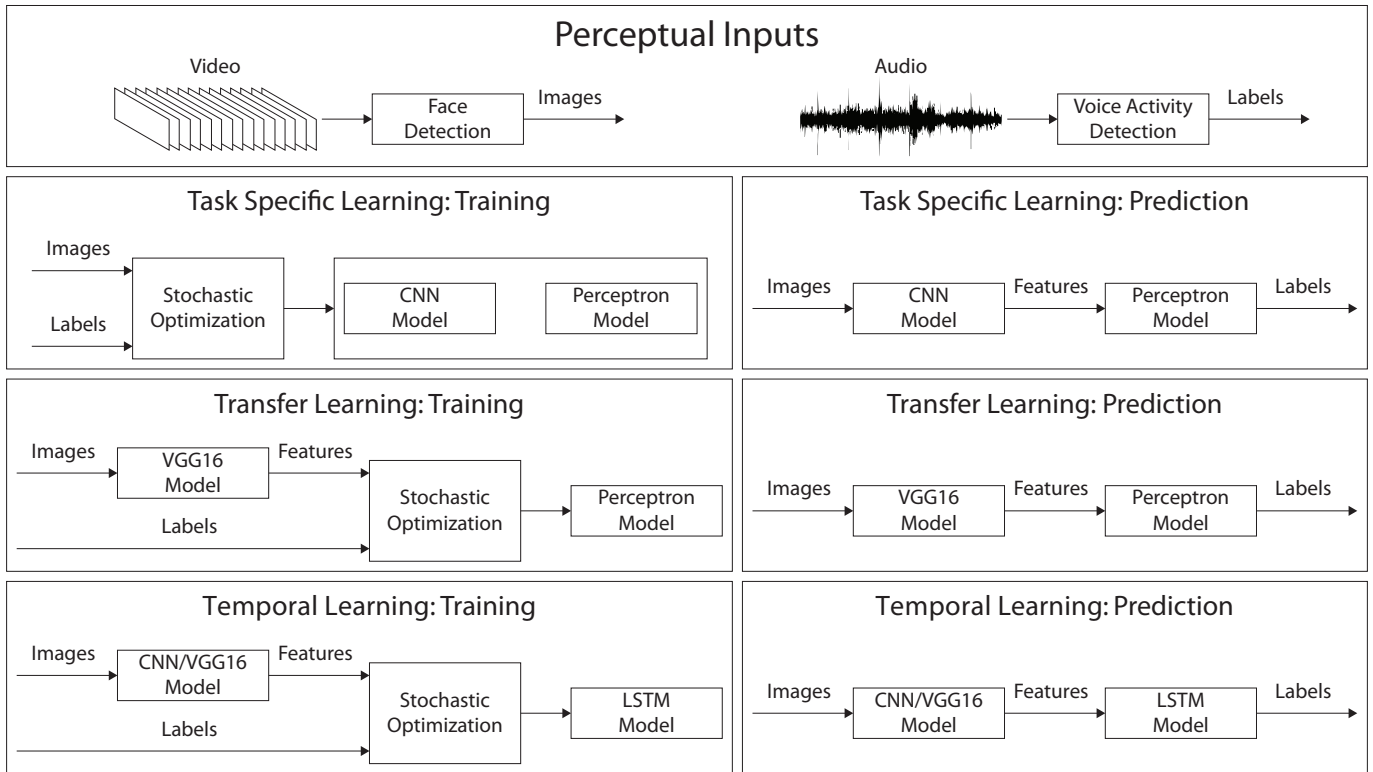 Perceptual Inputs
Video
Face
Detection
Images
Audio
Voice Activity
Detection
Labels
Task Specific Learning: Training
Images
Labels
Stochastic
Optimization
CNN
Model
Perceptron
Model
Task Specific Learning: Prediction
Images
CNN
Model
Features
Perceptron
Model
Labels
Transfer Learning: Training
Images
VGG16
Model
Features
Labels
Stochastic
Optimization
Perceptron
Model
Transfer Learning: Prediction
Images
VGG16
Model
Features
Perceptron
Model
Labels
Temporal Learning: Training
Images
CNN/VGG16
Model
Features
Labels
Stochastic
Optimization
LSTM
Model
Temporal Learning: Prediction
Images
CNN/VGG16
Model
Features
LSTM
Model
Labels